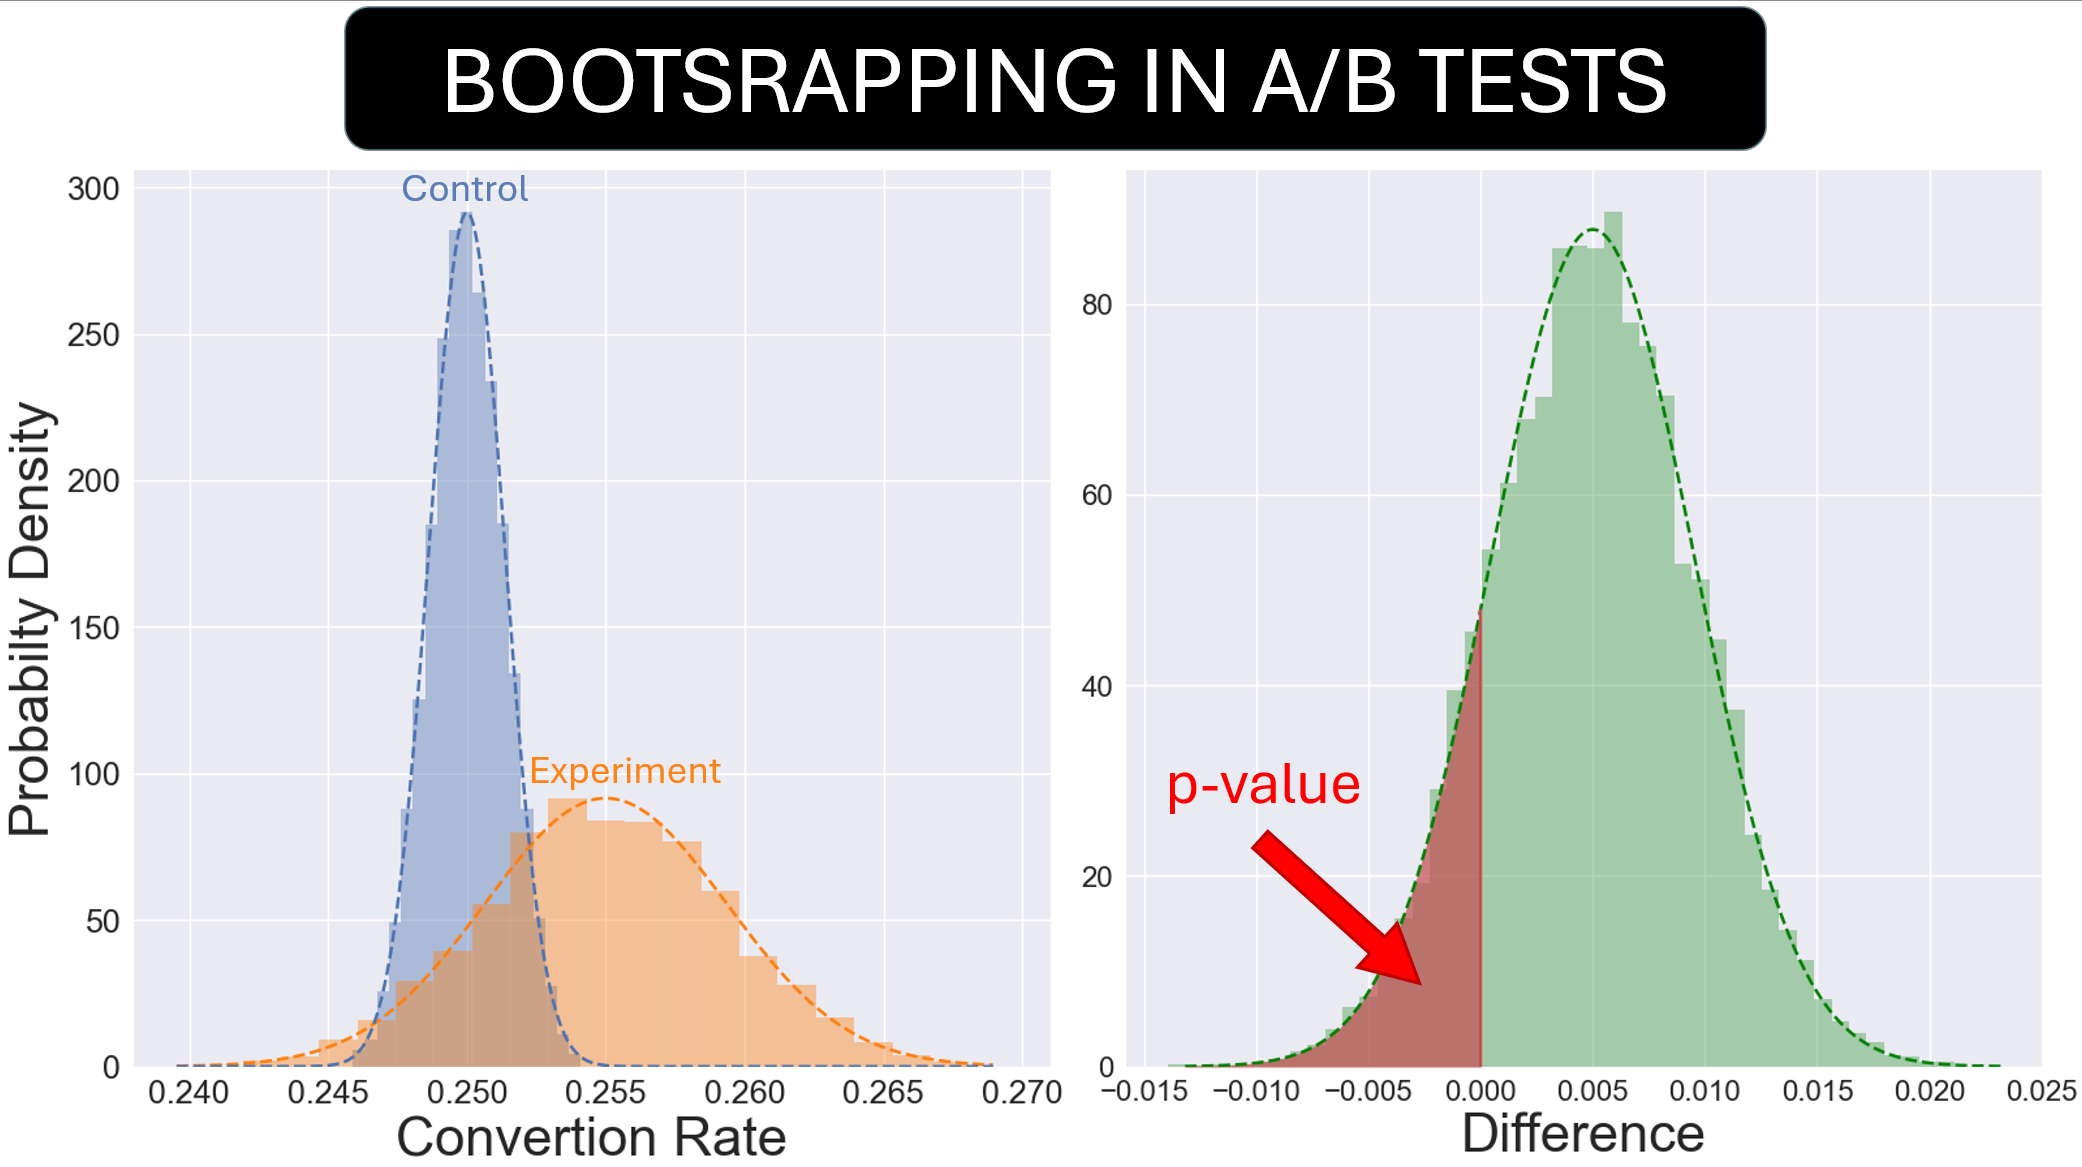 BOOTSRAPPING IN A/B TESTS
Control
Experiment
Probabilty Density
300
250
200
150
100
50
0
0.240 0.245 0.250 0.255 0.260 0.265 0.270
Convertion Rate
p-value
80
60
40
20
0
−0.015 −0.010 −0.005 0.000 0.005 0.010 0.015 0.020 0.025
Difference